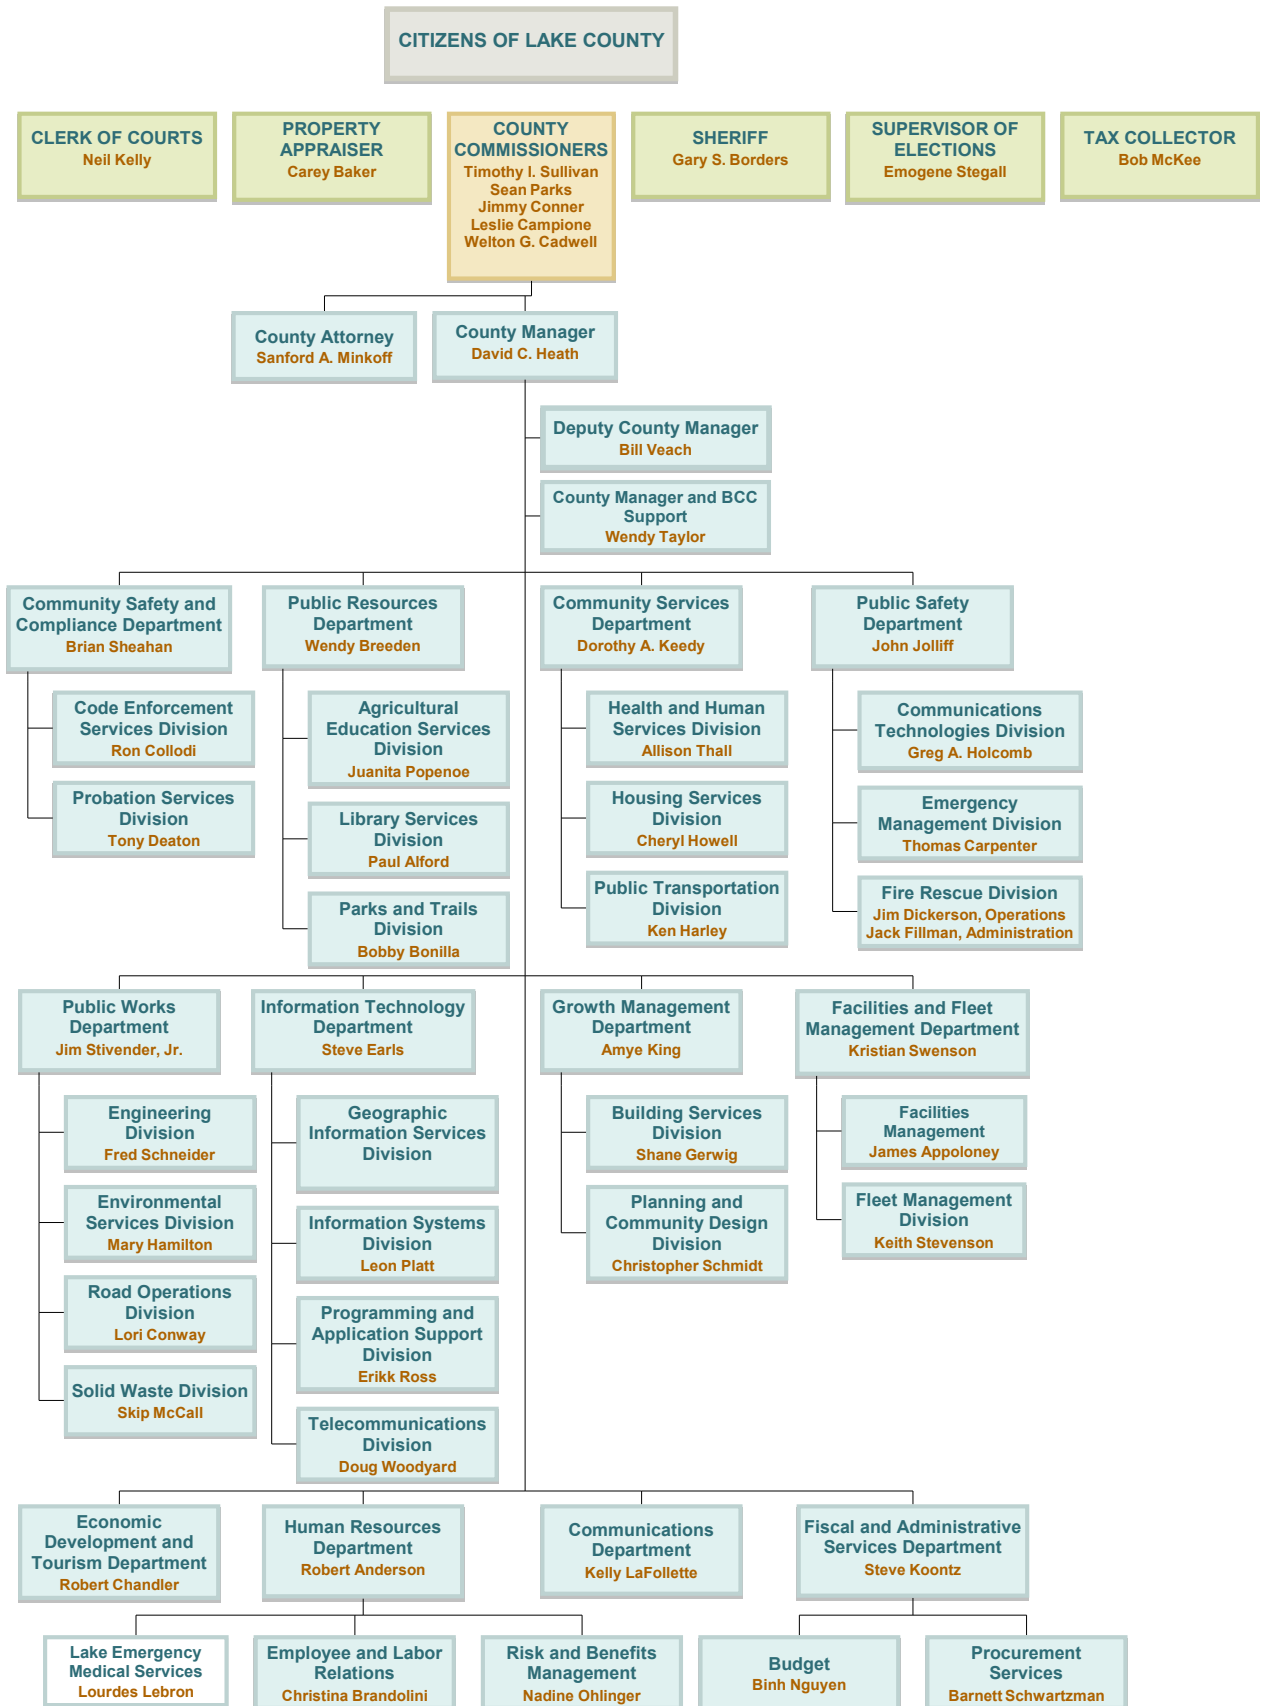 CITIZENS OF LAKE COUNTY
CLERK OF COURTS
Neil Kelly
PROPERTY
APPRAISER
Carey Baker
COUNTY
COMMISSIONERS
Timothy I. Sullivan
Sean Parks
Jimmy Conner
Leslie Campione
Welton G. Cadwell
SHERIFF
Gary S. Borders
SUPERVISOR OF
ELECTIONS
Emogene Stegall
TAX COLLECTOR
Bob McKee
County Attorney
Sanford A. Minkoff
County Manager
David C. Heath
Deputy County Manager
Bill Veach
County Manager and BCC
Support
Wendy Taylor
Community Safety and
Compliance Department
Brian Sheahan
Code Enforcement
Services Division
Ron Collodi
Probation Services
Division
Tony Deaton
Public Resources
Department
Wendy Breeden
Agricultural
Education Services
Division
Juanita Popenoe
Library Services
Division
Paul Alford
Parks and Trails
Division
Bobby Bonilla
Community Services
Department
Dorothy A. Keedy
Health and Human
Services Division
Allison Thall
Housing Services
Division
Cheryl Howell
Public Transportation
Division
Ken Harley
Public Safety
Department
John Jolliff
Communications
Technologies Division
Greg A. Holcomb
Emergency
Management Division
Thomas Carpenter
Fire Rescue Division
Jim Dickerson, Operations
Jack Fillman, Administration
Public Works
Department
Jim Stivender, Jr.
Engineering
Division
Fred Schneider
Environmental
Services Division
Mary Hamilton
Road Operations
Division
Lori Conway
Solid Waste Division
Skip McCall
Information Technology
Department
Steve Earls
Geographic
Information Services
Division
Information Systems
Division
Leon Platt
Programming and
Application Support
Division
Erikk Ross
Telecommunications
Division
Doug Woodyard
Growth Management
Department
Amye King
Building Services
Division
Shane Gerwig
Planning and
Community Design
Division
Christopher Schmidt
Facilities and Fleet
Management Department
Kristian Swenson
Facilities
Management
James Appoloney
Fleet Management
Division
Keith Stevenson
Economic
Development and
Tourism Department
Robert Chandler
Human Resources
Department
Robert Anderson
Lake Emergency
Medical Services
Lourdes Lebron
Employee and Labor
Relations
Christina Brandolini
Risk and Benefits
Management
Nadine Ohlinger
Communications
Department
Kelly LaFollette
Fiscal and Administrative
Services Department
Steve Koontz
Budget
Binh Nguyen
Procurement
Services
Barnett Schwartzman